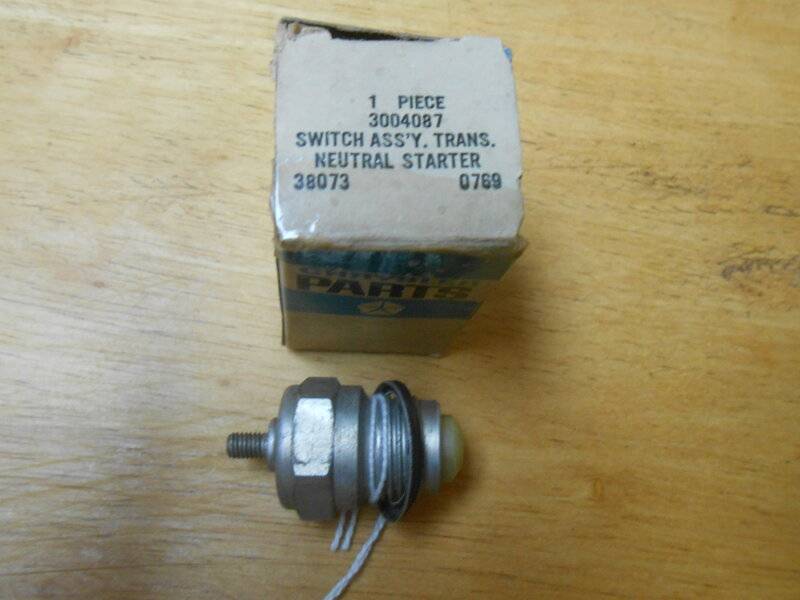 1 PIECE
3004087
SWITCH ASS'Y. TRANS.
NEUTRAL STARTER
38073 0769
PARTS